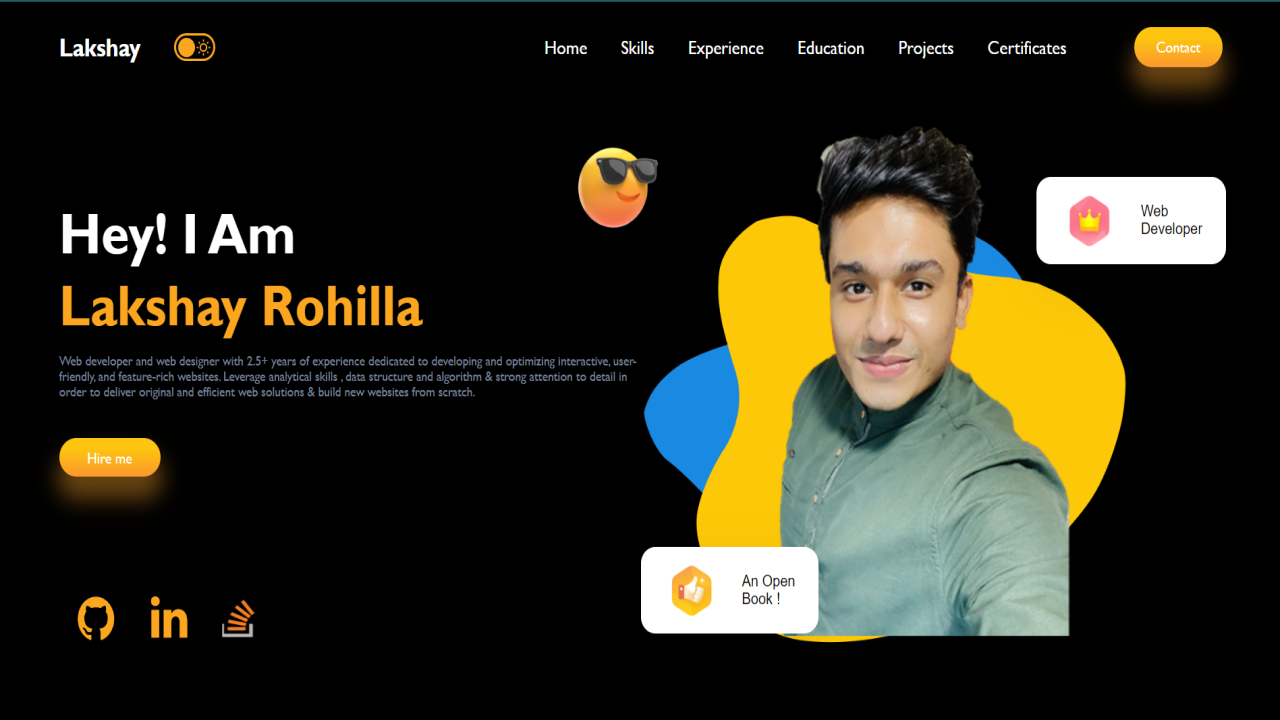 Lakshay
Home Skills Experience Education Projects Certificates Contact
Hey! I Am
Lakshay Rohilla
Web developer and web designer with 2.5+ years of experience dedicated to developing and optimizing interactive, user-
friendly, and feature-rich websites. Leverage analytical skills , data structure and algorithm & strong attention to detail in
order to deliver original and efficient web solutions & build new websites from scratch.
Hire me
in
Web
Developer
An Open
Book !